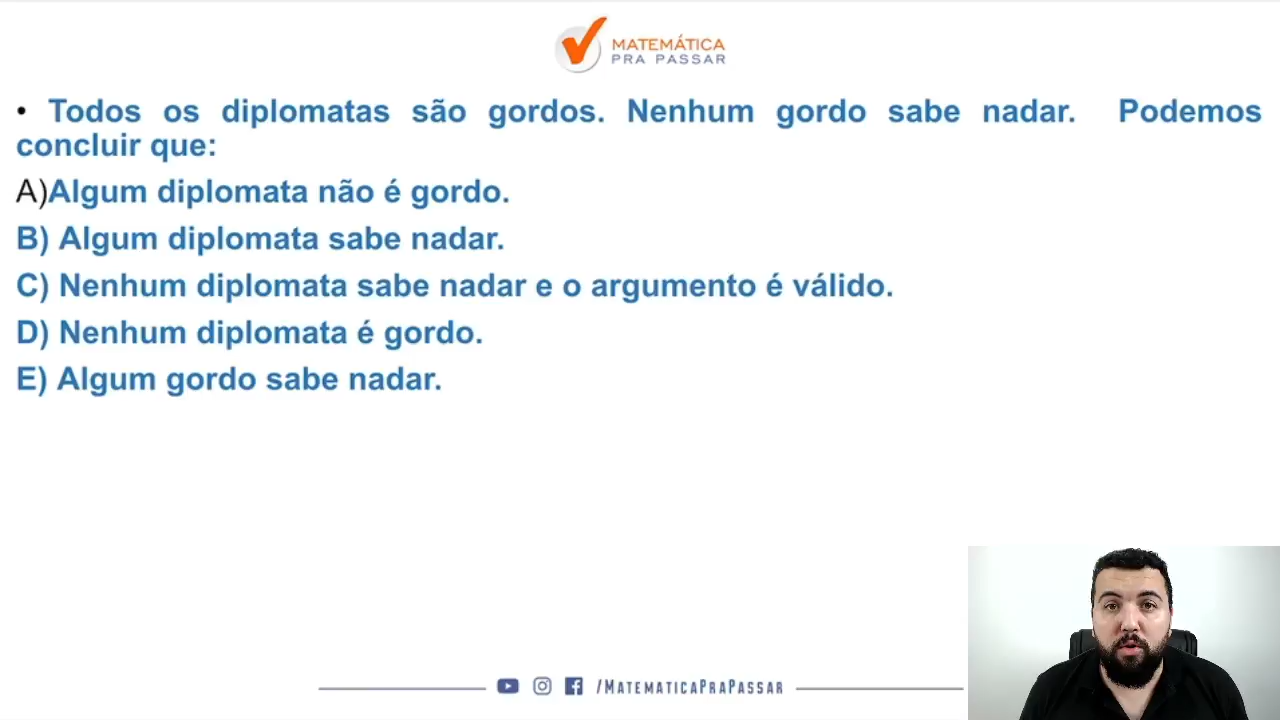 MATEMÁTICA
PRA PASSAR
• Todos os diplomatas são gordos. Nenhum gordo sabe nadar. Podemos
concluir que:
A)Algum diplomata não é gordo.
B) Algum diplomata sabe nadar.
C) Nenhum diplomata sabe nadar e o argumento é válido.
D) Nenhum diplomata é gordo.
E) Algum gordo sabe nadar.
/MATEMATICAPRAPASSAR